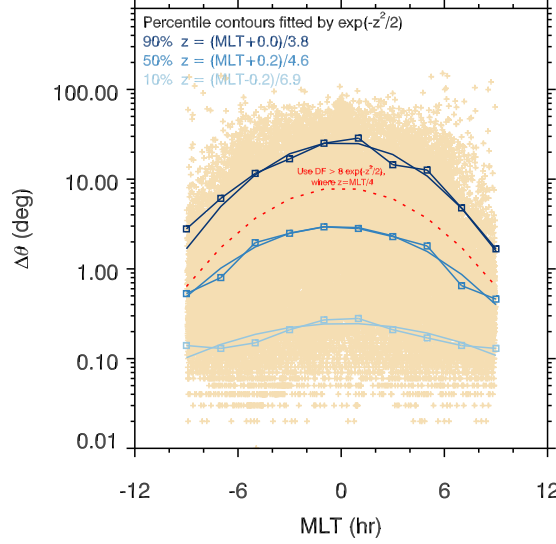 Percentile contours fitted by exp(-z²/2)
90% z = (MLT+0.0)/3.8
50% z = (MLT+0.2)/4.6
10% z = (MLT-0.2)/6.9
100.00
10.00
1.00
0.10
0.01
Δθ (deg)
Use DF > 8 exp(-z²/2),
where z=MLT/4
-12
-6
0
6
12
MLT (hr)